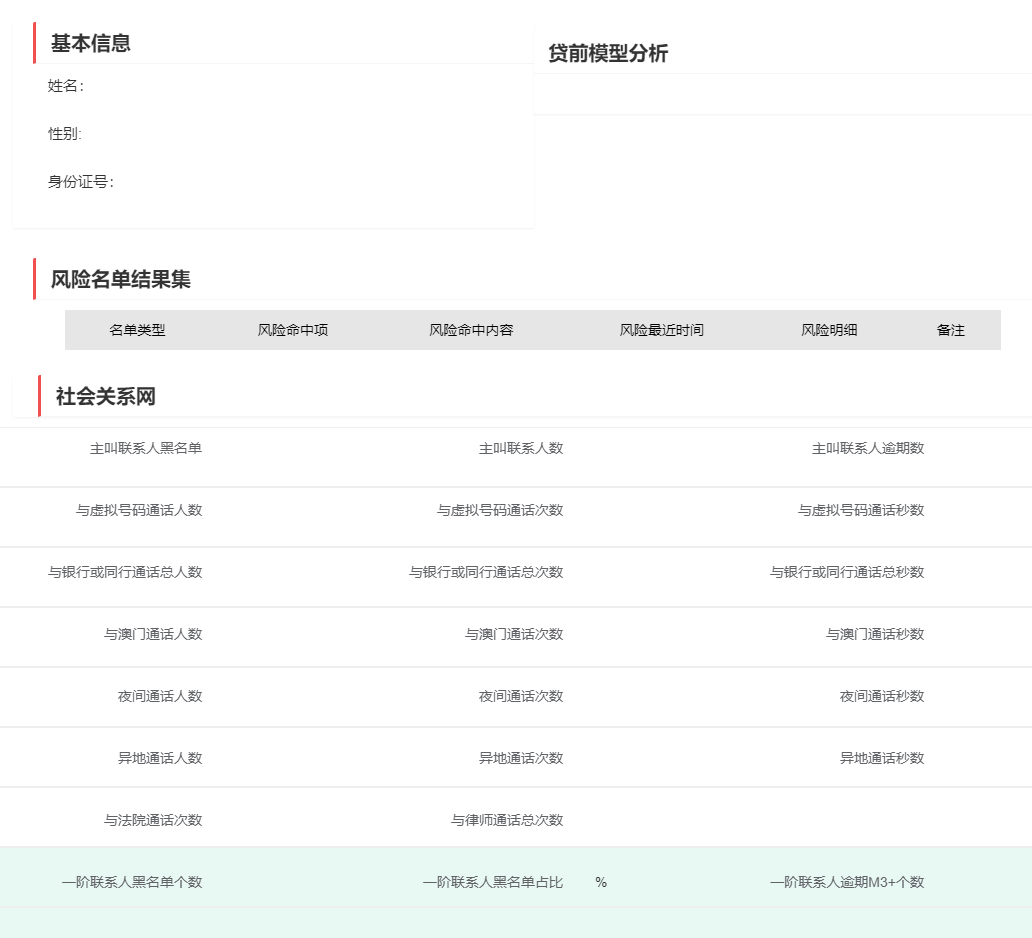 基本信息
贷前模型分析
姓名：
性别:
身份证号：
风险名单结果集
名单类型 风险命中项 风险命中内容 风险最近时间 风险明细 备注
社会关系网
主叫联系人黑名单 主叫联系人数 主叫联系人逾期数
与虚拟号码通话人数 与虚拟号码通话次数 与虚拟号码通话秒数
与银行或同行通话总人数 与银行或同行通话总次数 与银行或同行通话总秒数
与澳门通话人数 与澳门通话次数 与澳门通话秒数
夜间通话人数 夜间通话次数 夜间通话秒数
异地通话人数 异地通话次数 异地通话秒数
与法院通话次数 与律师通话总次数
一阶联系人黑名单个数 一阶联系人黑名单占比 % 一阶联系人逾期M3+个数